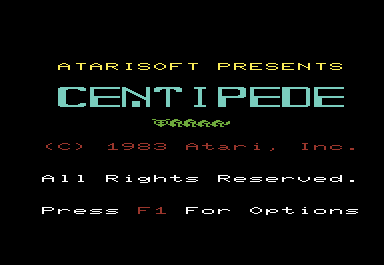 ATARISOFT PRESENTS
CENTIPEDE
(C) 1983 Atari, Inc.
All Rights Reserved.
Press F1 For Options